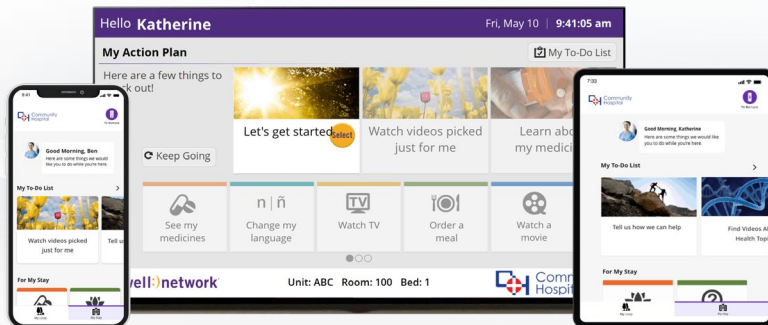 Hello Katherine
Fri, May 10 | 9:41:05 am
My Action Plan
My To-Do List
Here are a few things to
out!
Let's get started
Select
Watch videos picked
just for me
Learn
my
Keep Going
See my
medicines
n | ñ
Change my
language
TV
Watch TV
Order a
meal
Watch a
movie
network
Unit: ABC Room: 100 Bed: 1
9:41
Community
Hospital
Good Morning, Ben
Here are some things we would
like you to do while you're here.
My To-Do List
Watch videos picked
just for me
Tell
For My Stay
My Stay
7:33
Community
Hospital
Good Morning, Katherine
Here are some things we would
like you to do while you're here.
My To-Do List
Tell us how we can help
Find Videos
Health
For My Stay
My Stay